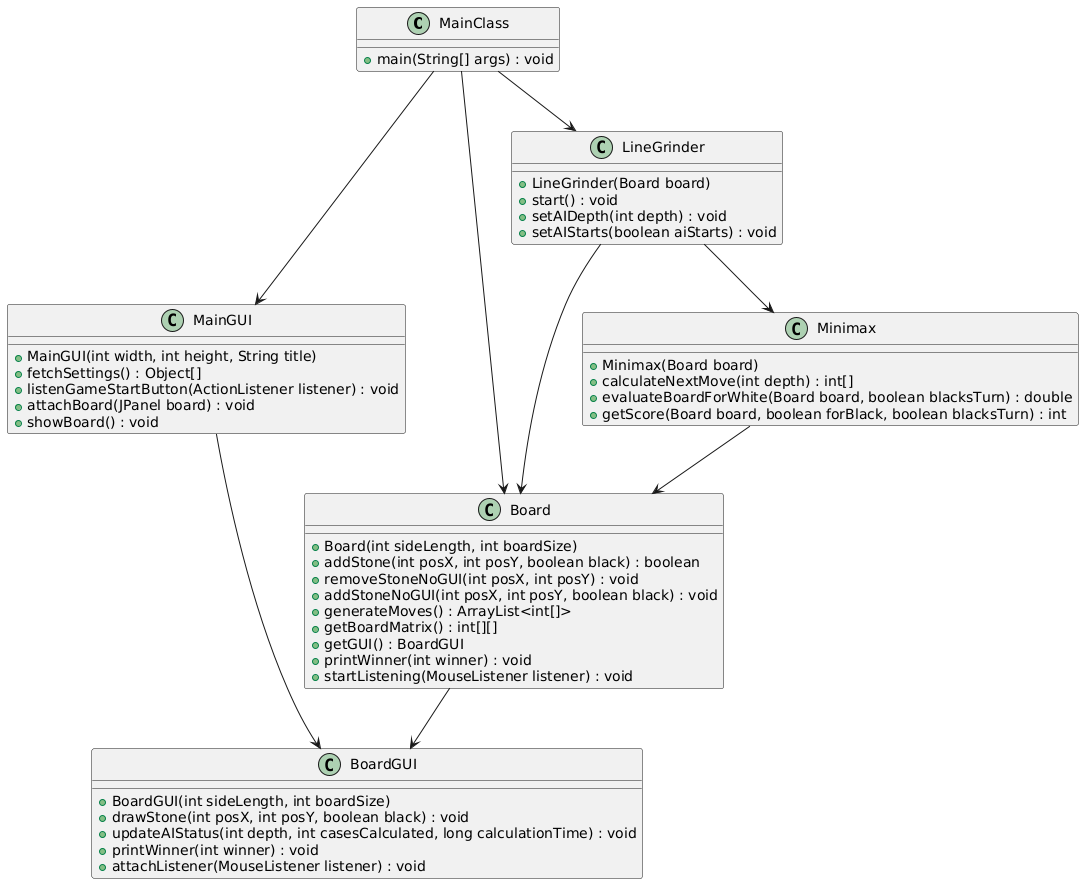 C MainClass
main(String[] args) : void
C LineGrinder
LineGrinder(Board board)
start() : void
setAIDepth(int depth) : void
setAIStarts(boolean aiStarts) : void
C MainGUI
MainGUI(int width, int height, String title)
fetchSettings() : Object[]
listenGameStartButton(ActionListener listener) : void
attachBoard(JPanel board) : void
showBoard() : void
C Minimax
Minimax(Board board)
calculateNextMove(int depth) : int[]
evaluateBoardForWhite(Board board, boolean blacksTurn) : double
getScore(Board board, boolean forBlack, boolean blacksTurn) : int
C Board
Board(int sideLength, int boardSize)
addStone(int posX, int posY, boolean black) : boolean
removeStoneNoGUI(int posX, int posY) : void
addStoneNoGUI(int posX, int posY, boolean black) : void
generateMoves() : ArrayList<int[]>
getBoardMatrix() : int[][]
getGUI() : BoardGUI
printWinner(int winner) : void
startListening(MouseListener listener) : void
C BoardGUI
BoardGUI(int sideLength, int boardSize)
drawStone(int posX, int posY, boolean black) : void
updateAIStatus(int depth, int casesCalculated, long calculationTime) : void
printWinner(int winner) : void
attachListener(MouseListener listener) : void